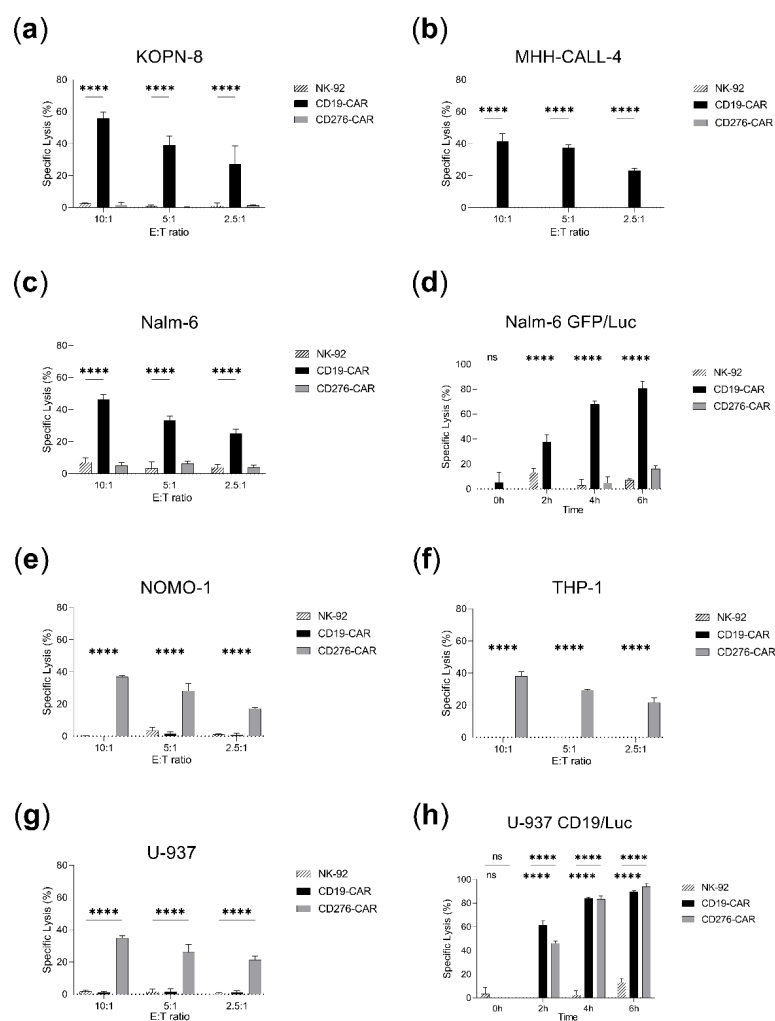 (a)
KOPN-8
80
60
40
20
0
Specific Lysis (%)
**** **** ****
10:1 5:1 2.5:1
E:T ratio
NK-92
CD19-CAR
CD276-CAR
(b)
MHH-CALL-4
80
60
40
20
0
Specific Lysis (%)
**** **** ****
10:1 5:1 2.5:1
E:T ratio
NK-92
CD19-CAR
CD276-CAR
(c)
Nalm-6
80
60
40
20
0
Specific Lysis (%)
**** **** ****
10:1 5:1 2.5:1
E:T ratio
NK-92
CD19-CAR
CD276-CAR
(d)
Nalm-6 GFP/Luc
100
80
60
40
20
0
Specific Lysis (%)
ns **** **** ****
0h 2h 4h 6h
Time
NK-92
CD19-CAR
CD276-CAR
(e)
NOMO-1
80
60
40
20
0
Specific Lysis (%)
**** **** ****
10:1 5:1 2.5:1
E:T ratio
NK-92
CD19-CAR
CD276-CAR
(f)
THP-1
80
60
40
20
0
Specific Lysis (%)
**** **** ****
10:1 5:1 2.5:1
E:T ratio
NK-92
CD19-CAR
CD276-CAR
(g)
U-937
80
60
40
20
0
Specific Lysis (%)
**** **** ****
10:1 5:1 2.5:1
E:T ratio
NK-92
CD19-CAR
CD276-CAR
(h)
U-937 CD19/Luc
100
80
60
40
20
0
Specific Lysis (%)
ns **** **** ****
ns **** **** ****
0h 2h 4h 6h
Time
NK-92
CD19-CAR
CD276-CAR